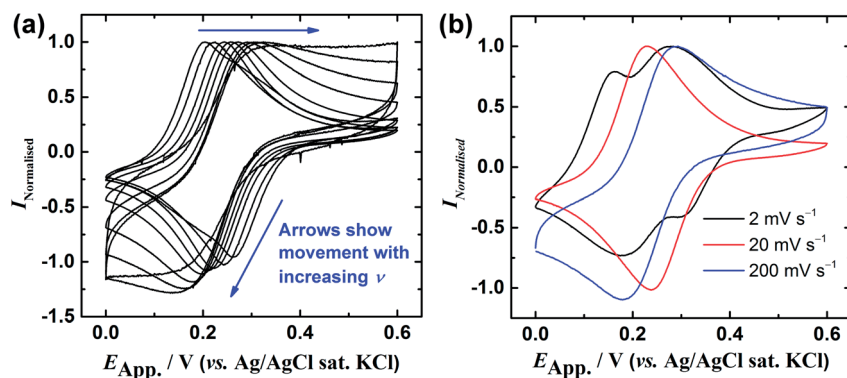 (a)
1.0
0.5
0.0
-0.5
-1.0
-1.5
I Normalised
Arrows show
movement with
increasing ν
0.0 0.2 0.4 0.6
E App. / V (vs. Ag/AgCl sat. KCl)
(b)
1.0
0.5
0.0
-0.5
-1.0
I Normalised
2 mV s⁻¹
20 mV s⁻¹
200 mV s⁻¹
0.0 0.2 0.4 0.6
E App. / V (vs. Ag/AgCl sat. KCl)